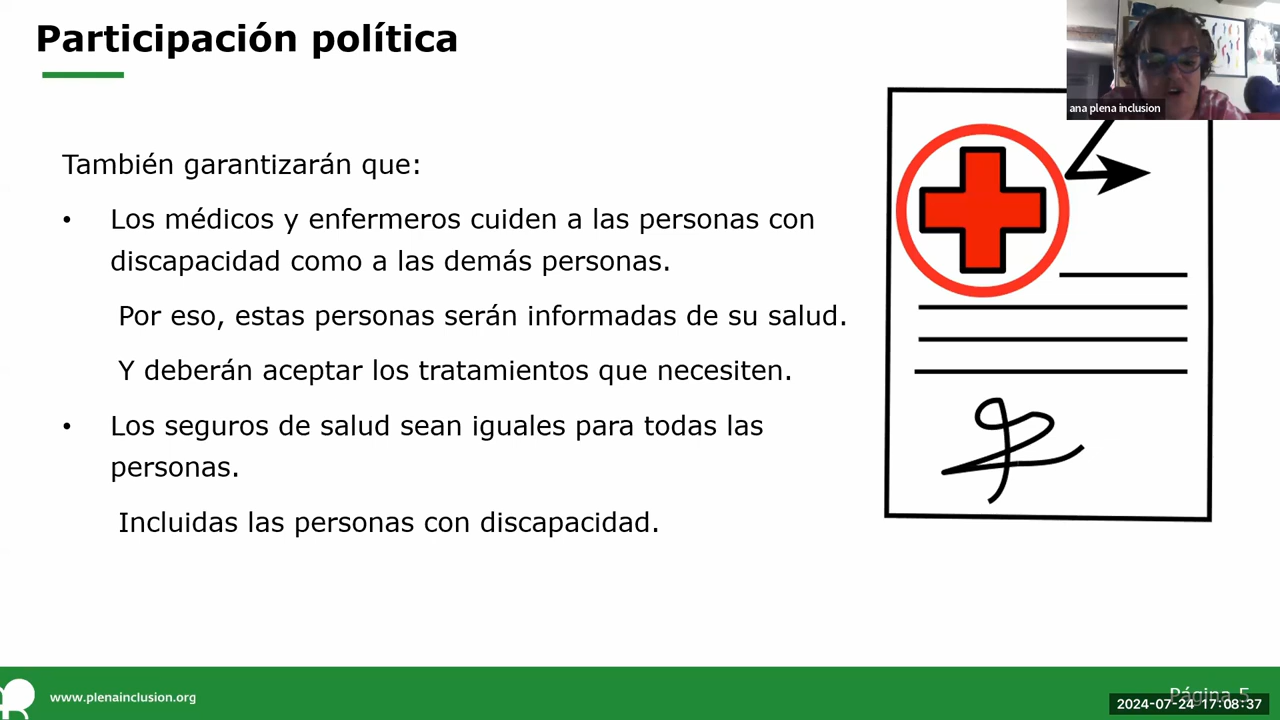 Participación política
ana plena inclusion
También garantizarán que:
• Los médicos y enfermeros cuiden a las personas con
discapacidad como a las demás personas.
Por eso, estas personas serán informadas de su salud.
Y deberán aceptar los tratamientos que necesiten.
• Los seguros de salud sean iguales para todas las
personas.
Incluidas las personas con discapacidad.
www.plenainclusion.org
Página 5
2024-07-24 17:08:37